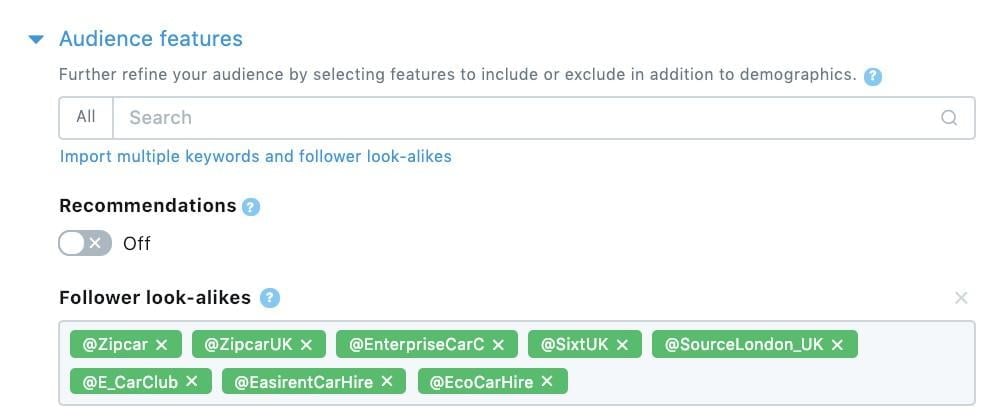 Audience features
Further refine your audience by selecting features to include or exclude in addition to demographics. ?
All Search
Import multiple keywords and follower look-alikes
Recommendations ?
Off
Follower look-alikes ?
@Zipcar @ZipcarUK @EnterpriseCarC @SixtUK @SourceLondon_UK
@E_CarClub @EasirentCarHire @EcoCarHire